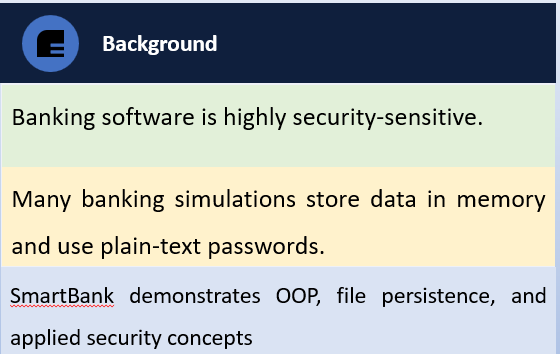 Background
Banking software is highly security-sensitive.
Many banking simulations store data in memory
and use plain-text passwords.
SmartBank demonstrates OOP, file persistence, and
applied security concepts